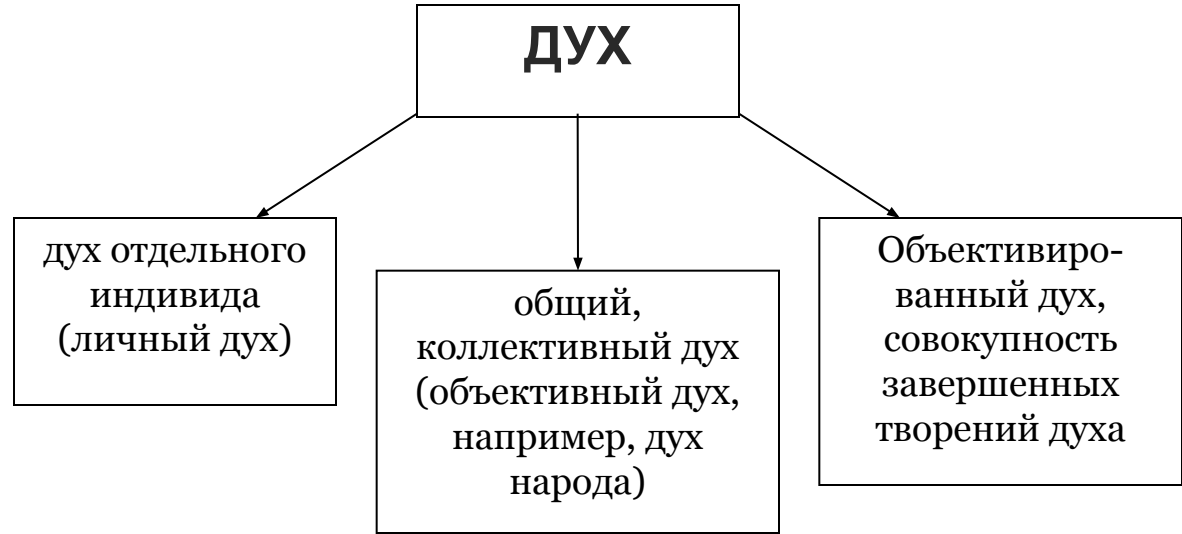 ДУХ
дух отдельного
индивида
(личный дух)
общий,
коллективный дух
(объективный дух,
например, дух
народа)
Объективиро-
ванный дух,
совокупность
завершенных
творений духа